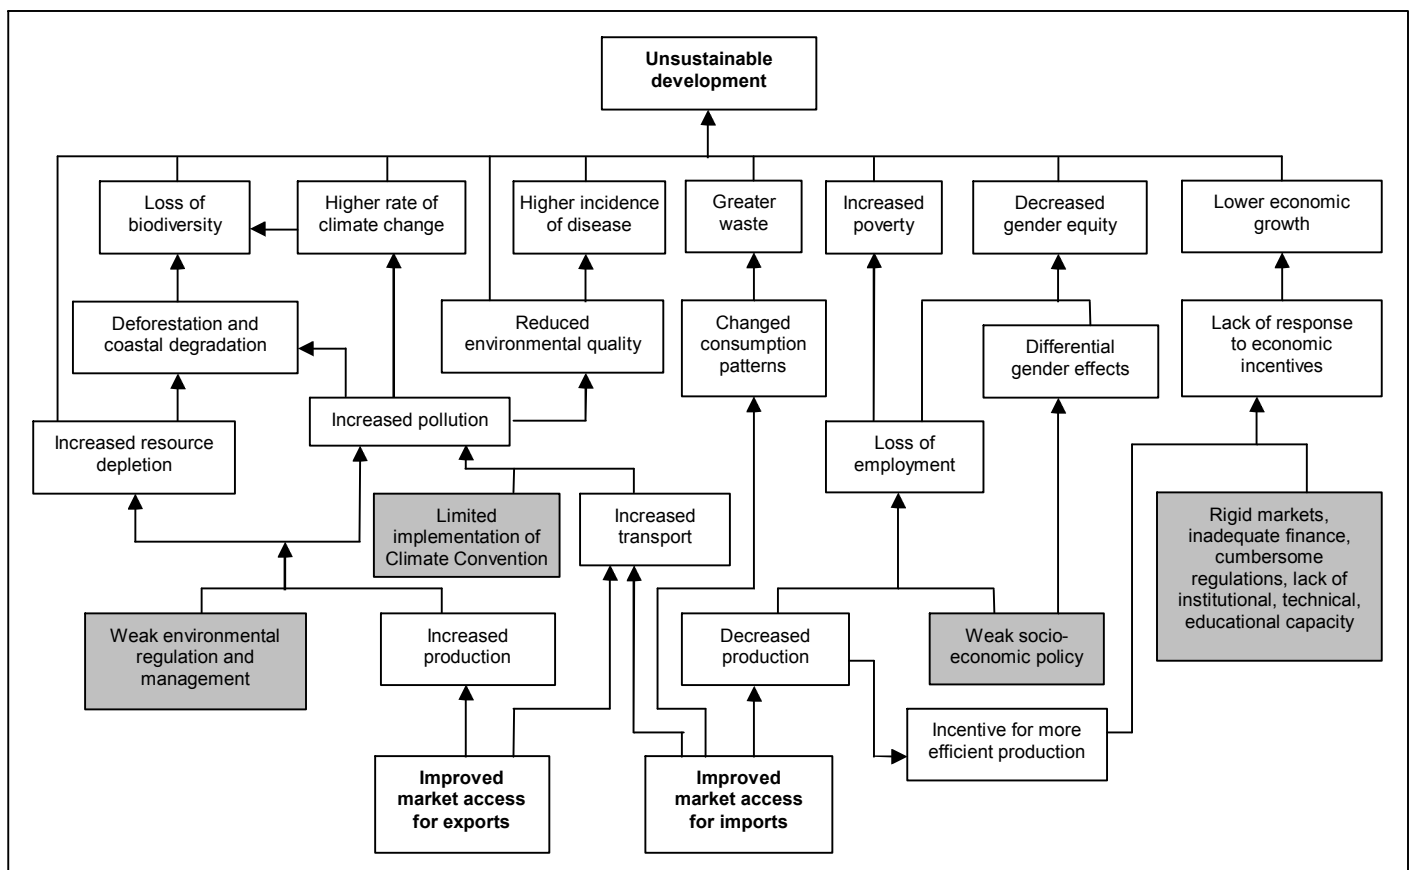 Unsustainable
development
Loss of
biodiversity
Higher rate of
climate change
Higher incidence
of disease
Greater
waste
Increased
poverty
Decreased
gender equity
Lower economic
growth
Deforestation and
coastal degradation
Reduced
environmental quality
Changed
consumption
patterns
Differential
gender effects
Lack of response
to economic
incentives
Increased pollution
Increased resource
depletion
Loss of
employment
Limited
implementation of
Climate Convention
Increased
transport
Rigid markets,
inadequate finance,
cumbersome
regulations, lack of
institutional, technical,
educational capacity
Weak environmental
regulation and
management
Increased
production
Decreased
production
Weak socio-
economic policy
Incentive for more
efficient production
Improved
market access
for exports
Improved
market access
for imports